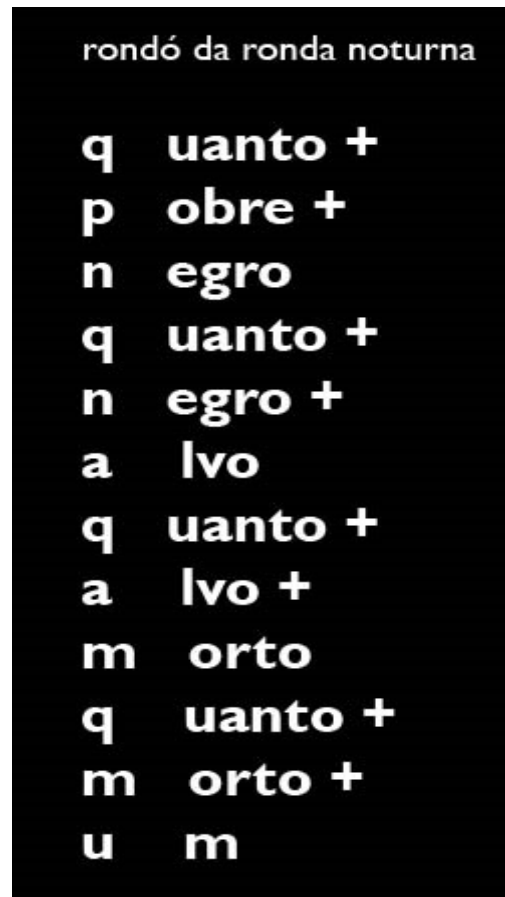 rondó da ronda noturna
q uanto +
p obre +
n egro
q uanto +
n egro +
a lvo
q uanto +
a lvo +
m orto
q uanto +
m orto +
u m